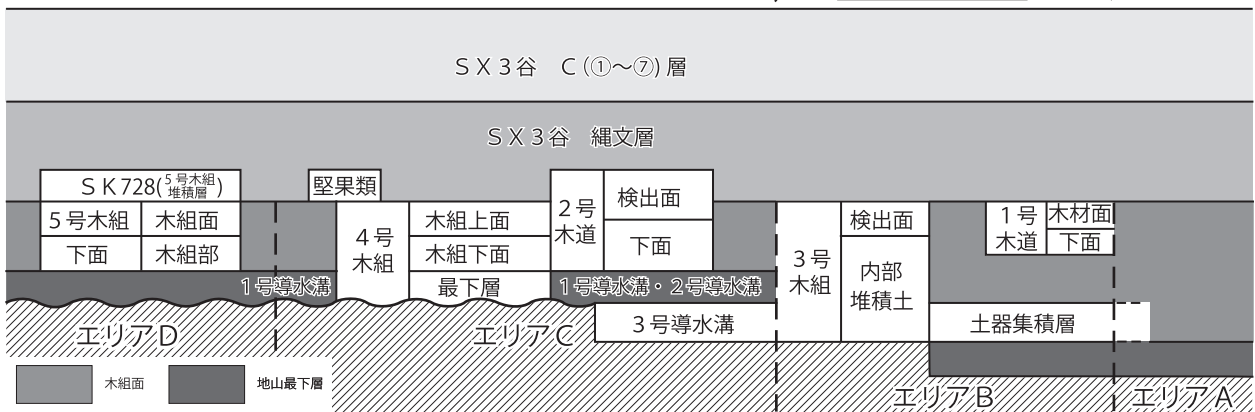 ＳＸ３谷　Ｃ(①～⑦)層
ＳＸ３谷　縄文層
ＳＫ728(５号木組堆積層)
５号木組
木組面
下面
木組部
堅果類
４号木組
木組上面
木組下面
最下層
２号木道
検出面
下面
１号導水溝
１号導水溝・２号導水溝
３号導水溝
３号木組
検出面
内部堆積土
１号木道
木材面
下面
土器集積層
エリアＤ
エリアＣ
エリアＢ
エリアＡ
木組面
地山最下層